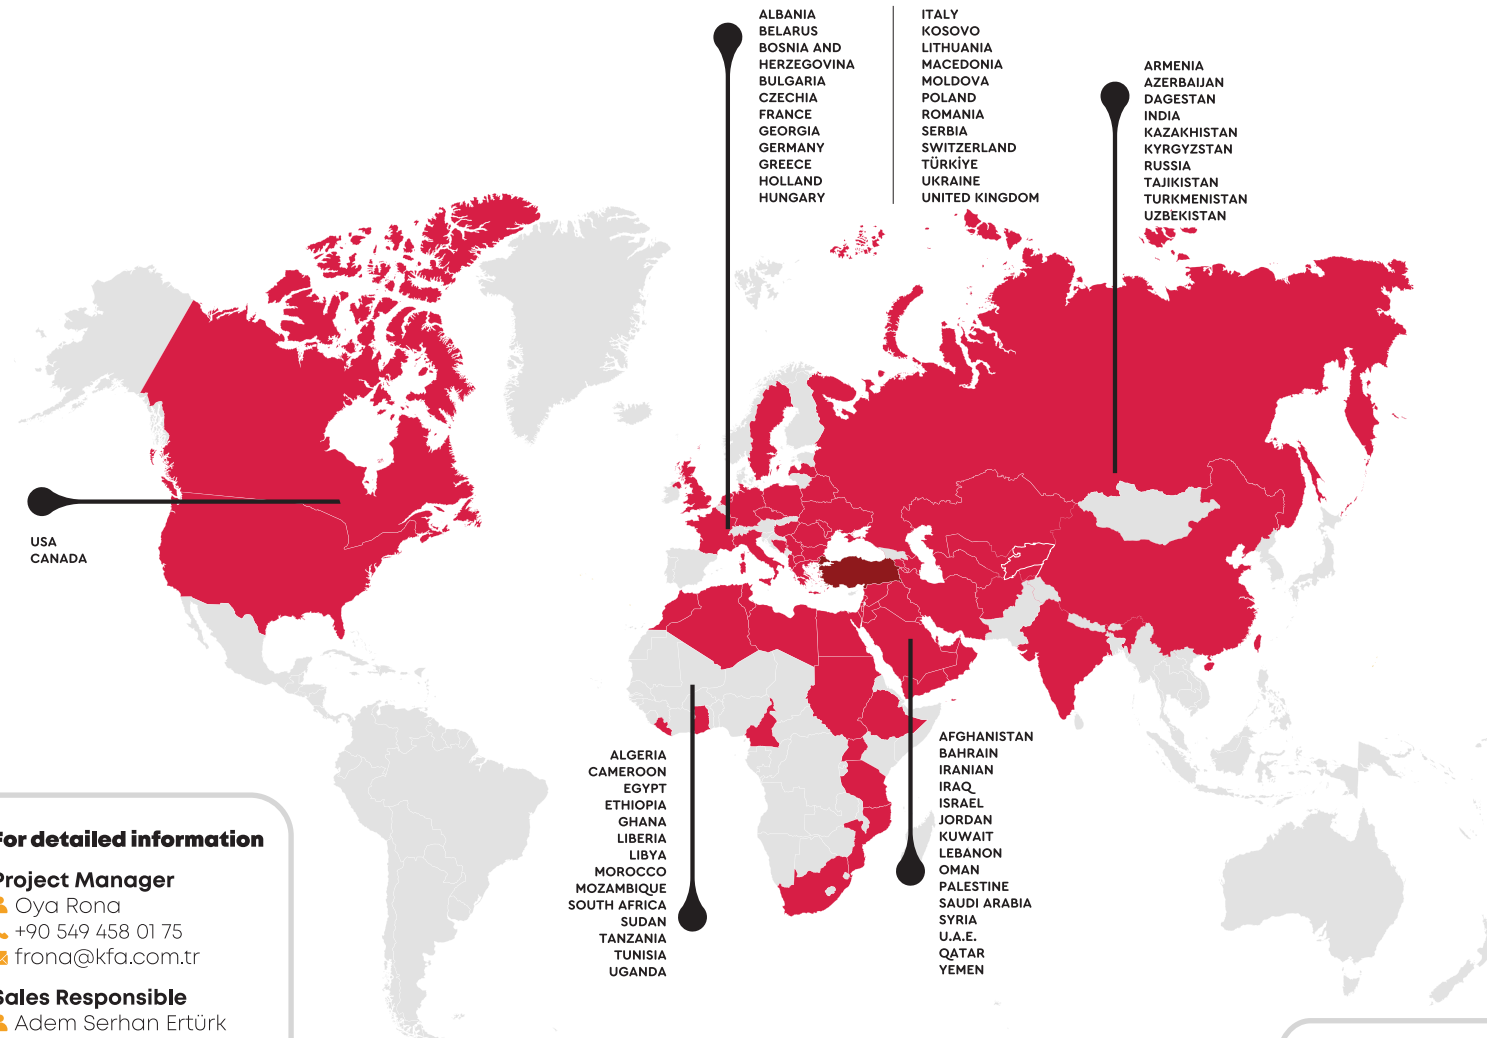 ALBANIA
BELARUS
BOSNIA AND
HERZEGOVINA
BULGARIA
CZECHIA
FRANCE
GEORGIA
GERMANY
GREECE
HOLLAND
HUNGARY
ITALY
KOSOVO
LITHUANIA
MACEDONIA
MOLDOVA
POLAND
ROMANIA
SERBIA
SWITZERLAND
TÜRKİYE
UKRAINE
UNITED KINGDOM
ARMENIA
AZERBAIJAN
DAGESTAN
INDIA
KAZAKHISTAN
KYRGYZSTAN
RUSSIA
TAJIKISTAN
TURKMENISTAN
UZBEKISTAN
USA
CANADA
ALGERIA
CAMEROON
EGYPT
ETHIOPIA
GHANA
LIBERIA
LIBYA
MOROCCO
MOZAMBIQUE
SOUTH AFRICA
SUDAN
TANZANIA
TUNISIA
UGANDA
AFGHANISTAN
BAHRAIN
IRANIAN
IRAQ
ISRAEL
JORDAN
KUWAIT
LEBANON
OMAN
PALESTINE
SAUDI ARABIA
SYRIA
U.A.E.
QATAR
YEMEN
For detailed information
Project Manager
Oya Rona
+90 549 458 01 75
frona@kfa.com.tr
Sales Responsible
Adem Serhan Ertürk